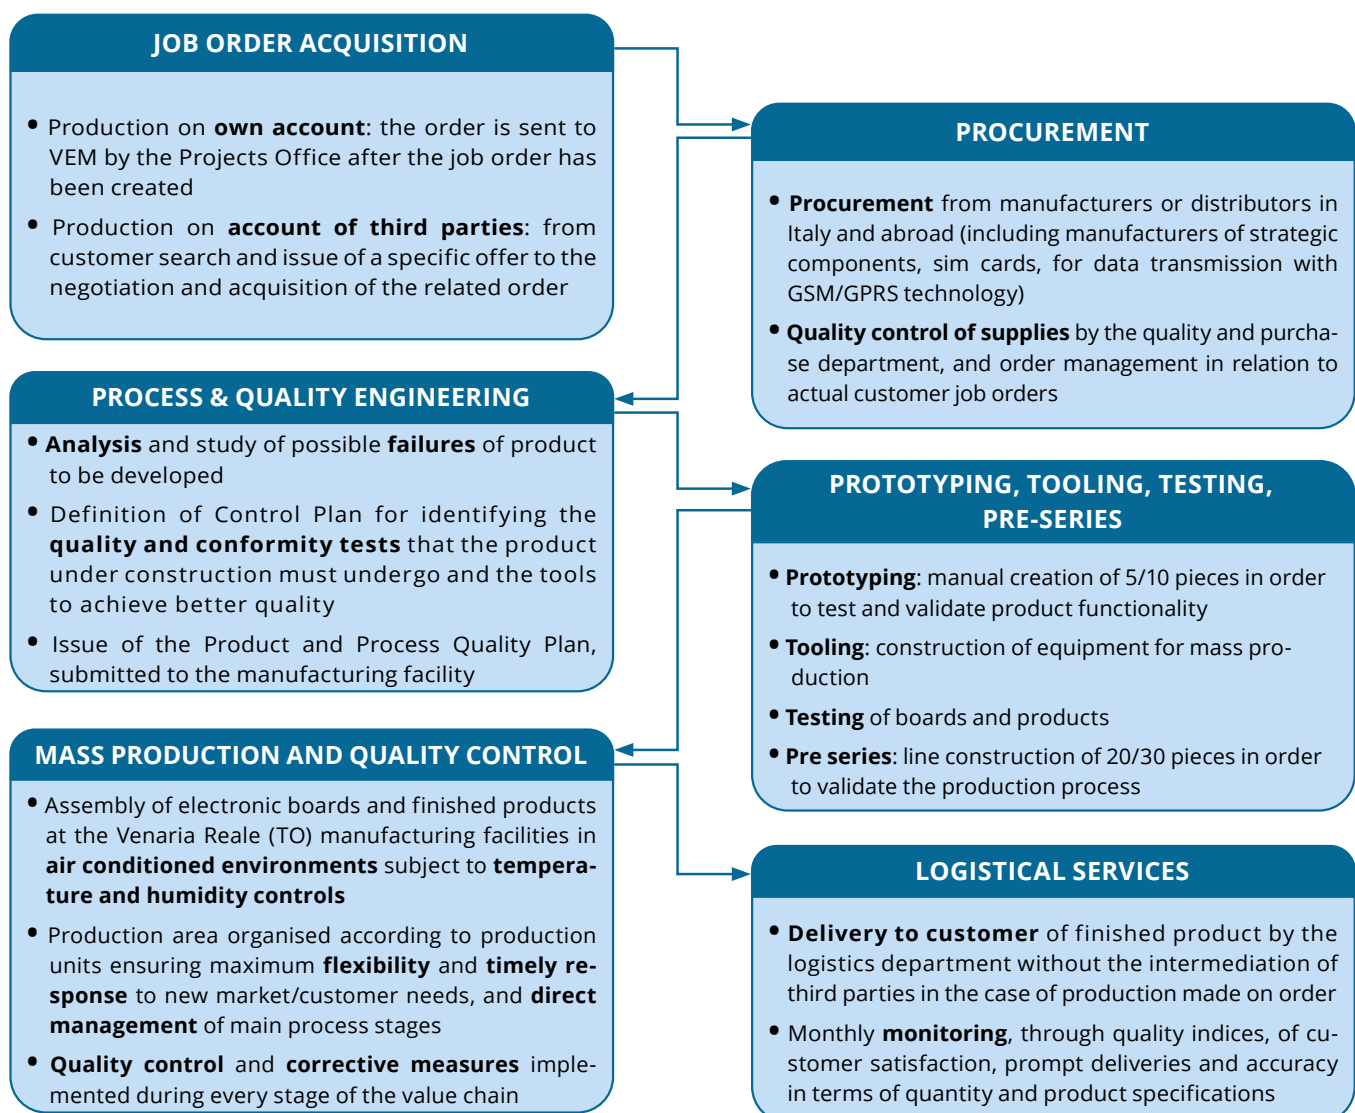 JOB ORDER ACQUISITION
• Production on own account: the order is sent to
VEM by the Projects Office after the job order has
been created
• Production on account of third parties: from
customer search and issue of a specific offer to the
negotiation and acquisition of the related order
PROCUREMENT
• Procurement from manufacturers or distributors in
Italy and abroad (including manufacturers of strategic
components, sim cards, for data transmission with
GSM/GPRS technology)
• Quality control of supplies by the quality and purcha-
se department, and order management in relation to
actual customer job orders
PROCESS & QUALITY ENGINEERING
• Analysis and study of possible failures of product
to be developed
• Definition of Control Plan for identifying the
quality and conformity tests that the product
under construction must undergo and the tools
to achieve better quality
• Issue of the Product and Process Quality Plan,
submitted to the manufacturing facility
PROTOTYPING, TOOLING, TESTING,
PRE-SERIES
• Prototyping: manual creation of 5/10 pieces in order
to test and validate product functionality
• Tooling: construction of equipment for mass pro-
duction
• Testing of boards and products
• Pre series: line construction of 20/30 pieces in order
to validate the production process
MASS PRODUCTION AND QUALITY CONTROL
• Assembly of electronic boards and finished products
at the Venaria Reale (TO) manufacturing facilities in
air conditioned environments subject to tempera-
ture and humidity controls
• Production area organised according to production
units ensuring maximum flexibility and timely re-
sponse to new market/customer needs, and direct
management of main process stages
• Quality control and corrective measures imple-
mented during every stage of the value chain
LOGISTICAL SERVICES
• Delivery to customer of finished product by the
logistics department without the intermediation of
third parties in the case of production made on order
• Monthly monitoring, through quality indices, of cu-
stomer satisfaction, prompt deliveries and accuracy
in terms of quantity and product specifications